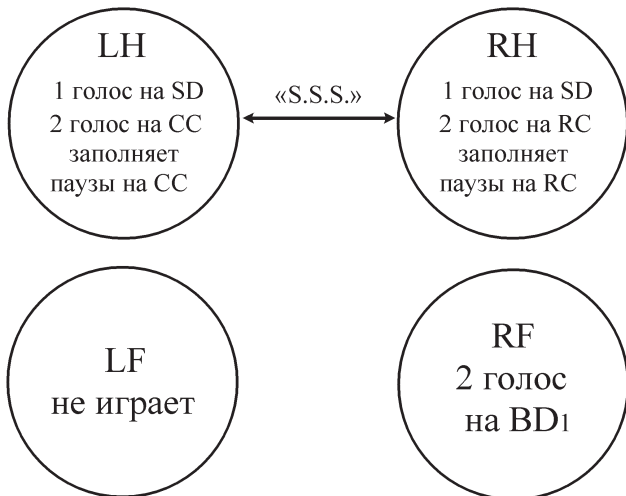 LH
1 голос на SD
2 голос на CC
заполняет
паузы на CC
«S.S.S.»
RH
1 голос на SD
2 голос на RC
заполняет
паузы на RC
LF
не играет
RF
2 голос
на BD1